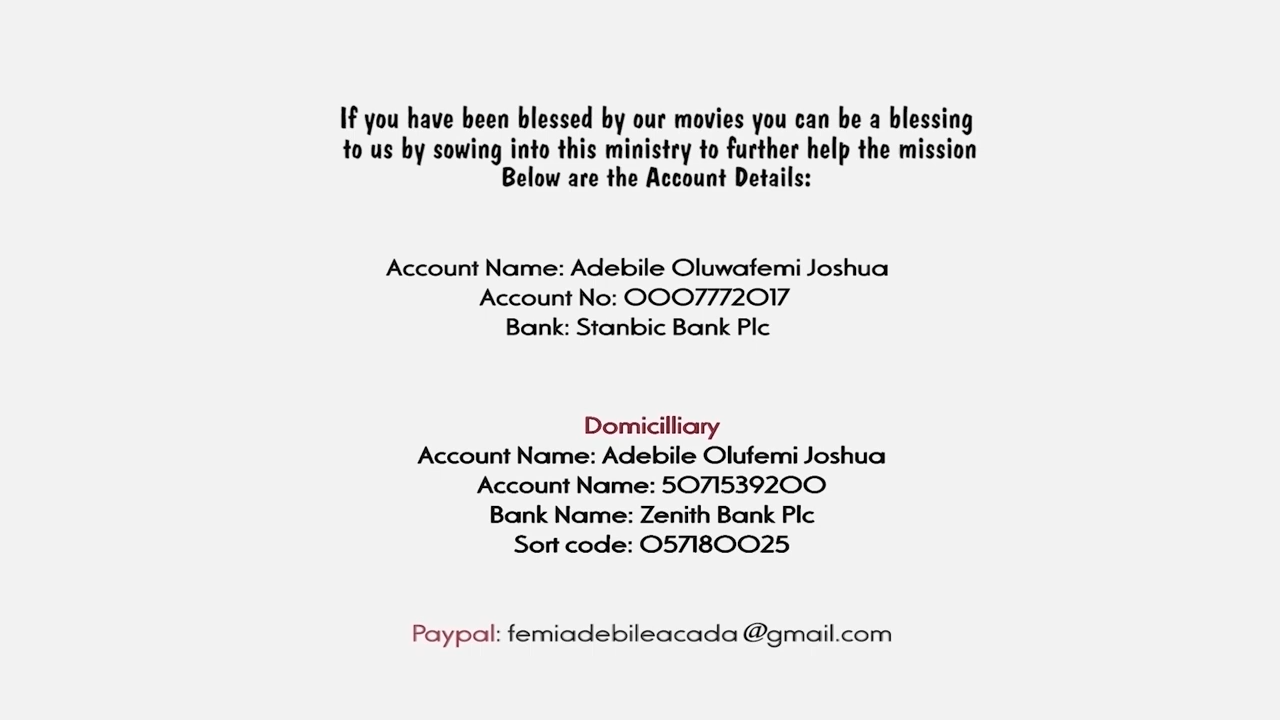 If you have been blessed by our movies you can be a blessing
to us by sowing into this ministry to further help the mission
Below are the Account Details:
Account Name: Adebile Oluwafemi Joshua
Account No: 0007772017
Bank: Stanbic Bank Plc
Domicilliary
Account Name: Adebile Olufemi Joshua
Account Name: 5071539200
Bank Name: Zenith Bank Plc
Sort code: 057180025
Paypal: femiadebileacada@gmail.com